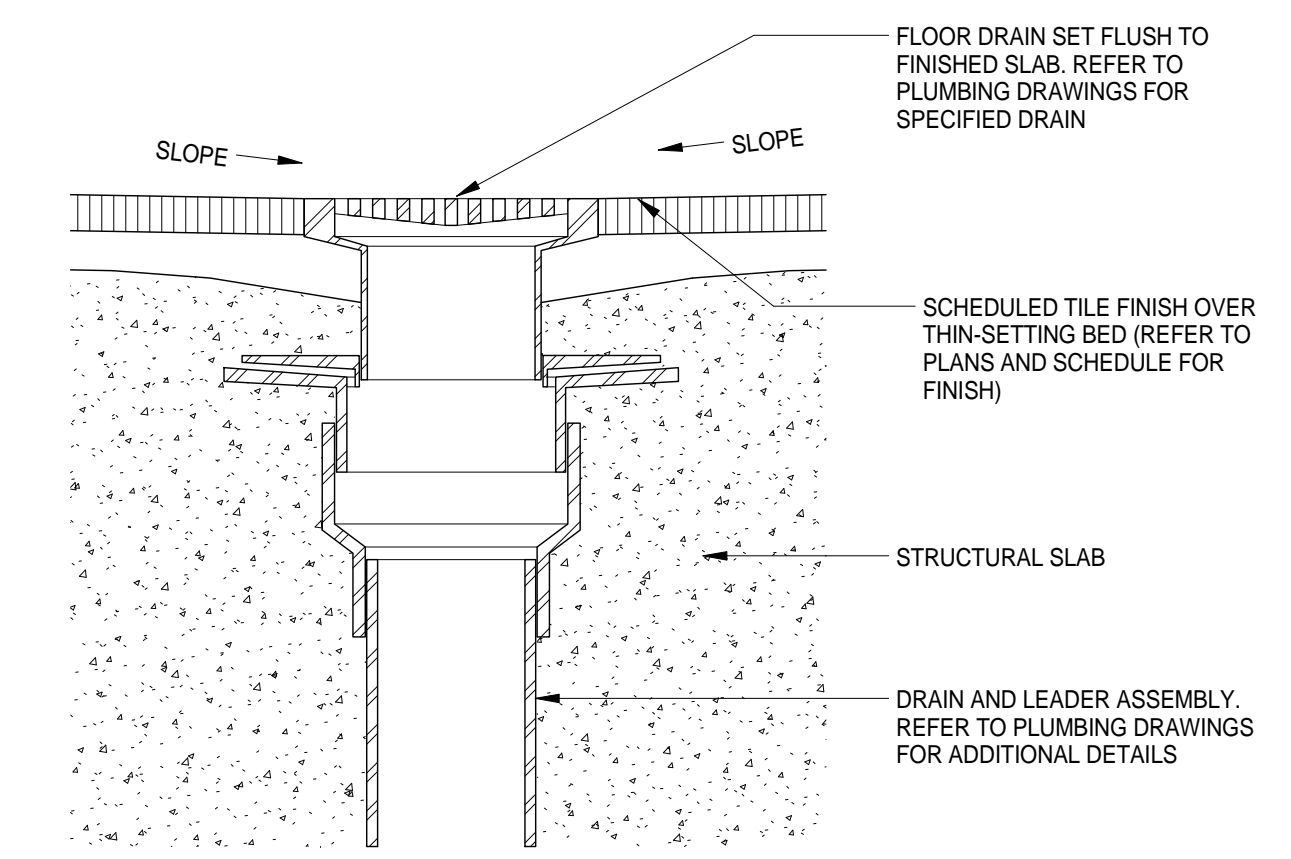 FLOOR DRAIN SET FLUSH TO
FINISHED SLAB. REFER TO
PLUMBING DRAWINGS FOR
SPECIFIED DRAIN
SLOPE
SLOPE
SCHEDULED TILE FINISH OVER
THIN-SETTING BED (REFER TO
PLANS AND SCHEDULE FOR
FINISH)
STRUCTURAL SLAB
DRAIN AND LEADER ASSEMBLY.
REFER TO PLUMBING DRAWINGS
FOR ADDITIONAL DETAILS